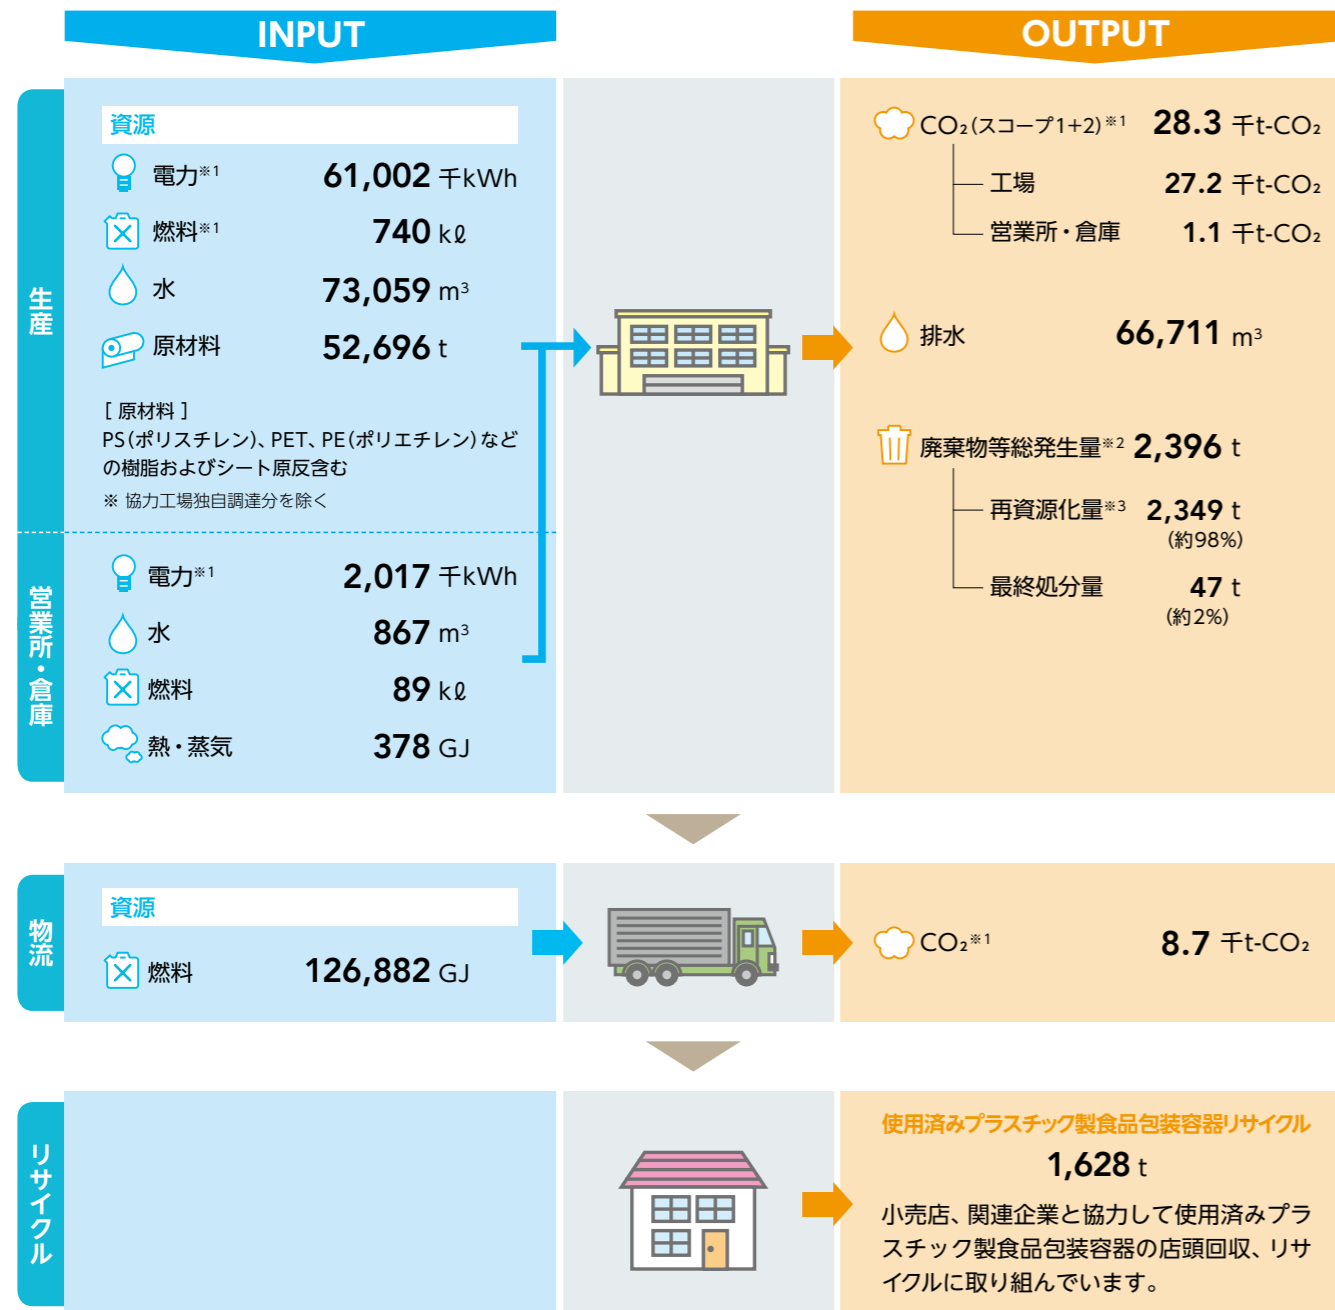 INPUT
OUTPUT
生産
資源
電力※1 61,002 千kWh
燃料※1 740 kℓ
水 73,059 m³
原材料 52,696 t
[ 原材料 ]
PS(ポリスチレン)、PET、PE(ポリエチレン)など
の樹脂およびシート原反含む
※ 協力工場独自調達分を除く
営業所・倉庫
電力※1 2,017 千kWh
水 867 m³
燃料 89 kℓ
熱・蒸気 378 GJ
CO₂(スコープ1+2)※1 28.3 千t-CO₂
工場 27.2 千t-CO₂
営業所・倉庫 1.1 千t-CO₂
排水 66,711 m³
廃棄物等総発生量※2 2,396 t
再資源化量※3 2,349 t
(約98%)
最終処分量 47 t
(約2%)
物流
資源
燃料 126,882 GJ
CO₂※1 8.7 千t-CO₂
リサイクル
使用済みプラスチック製食品包装容器リサイクル
1,628 t
小売店、関連企業と協力して使用済みプラ
スチック製食品包装容器の店頭回収、リサ
イクルに取り組んでいます。